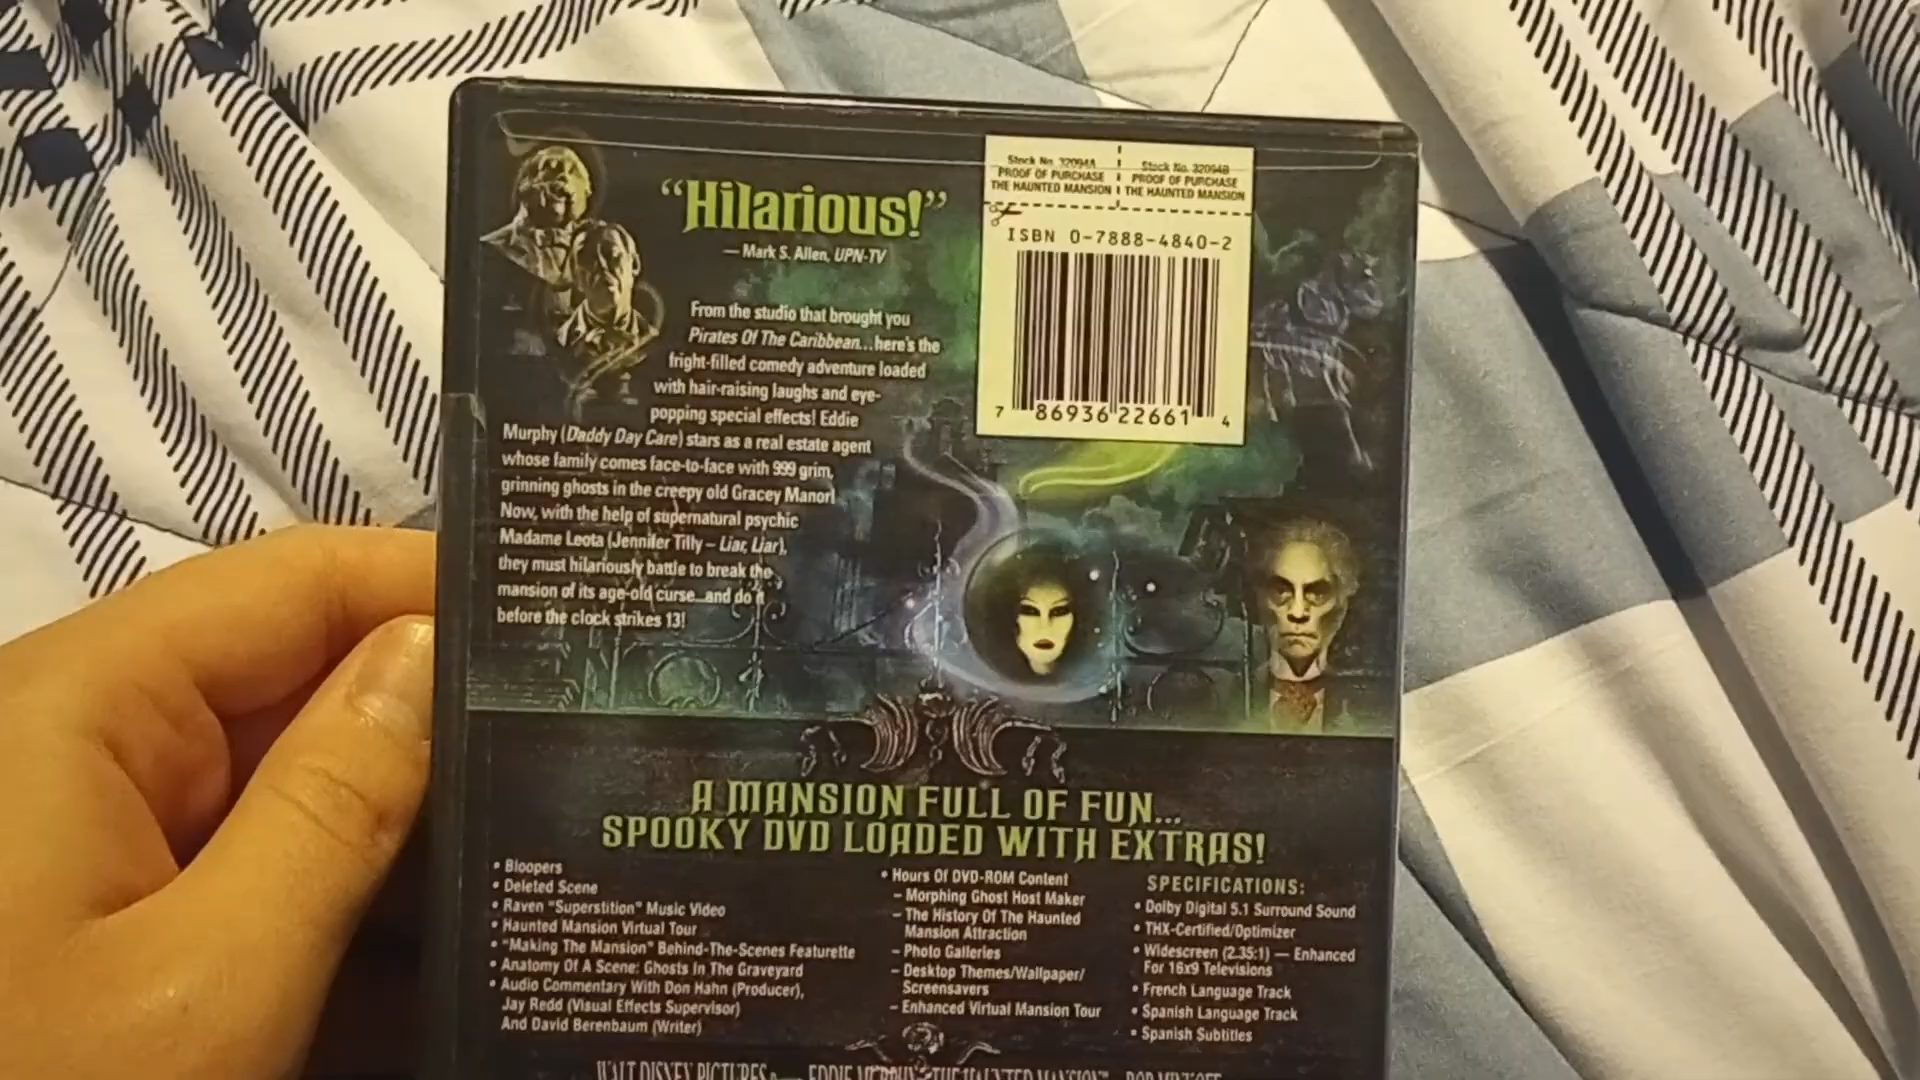 "Hilarious!"
— Mark S. Allen, UPN-TV
Stock No. 32094A
PROOF OF PURCHASE
THE HAUNTED MANSION
Stock No. 32094B
PROOF OF PURCHASE
THE HAUNTED MANSION
ISBN 0-7888-4840-2
7 86936 22661 4
From the studio that brought you
Pirates Of The Caribbean...here's the
fright-filled comedy adventure loaded
with hair-raising laughs and eye-
popping special effects! Eddie
Murphy (Daddy Day Care) stars as a real estate agent
whose family comes face-to-face with 999 grim,
grinning ghosts in the creepy old Gracey Manor!
Now, with the help of supernatural psychic
Madame Leota (Jennifer Tilly – Liar, Liar),
they must hilariously battle to break the
mansion of its age-old curse...and do it
before the clock strikes 13!
A MANSION FULL OF FUN...
SPOOKY DVD LOADED WITH EXTRAS!
• Bloopers
• Deleted Scene
• Raven "Superstition" Music Video
• Haunted Mansion Virtual Tour
• "Making The Mansion" Behind-The-Scenes Featurette
• Anatomy Of A Scene: Ghosts In The Graveyard
• Audio Commentary With Don Hahn (Producer),
Jay Redd (Visual Effects Supervisor)
And David Berenbaum (Writer)
• Hours Of DVD-ROM Content
– Morphing Ghost Host Maker
– The History Of The Haunted
Mansion Attraction
– Photo Galleries
– Desktop Themes/Wallpaper/
Screensavers
– Enhanced Virtual Mansion Tour
SPECIFICATIONS:
• Dolby Digital 5.1 Surround Sound
• THX-Certified/Optimizer
• Widescreen (2.35:1) — Enhanced
For 16x9 Televisions
• French Language Track
• Spanish Language Track
• Spanish Subtitles
WALT DISNEY PICTURES EDDIE MURPHY THE HAUNTED MANSION